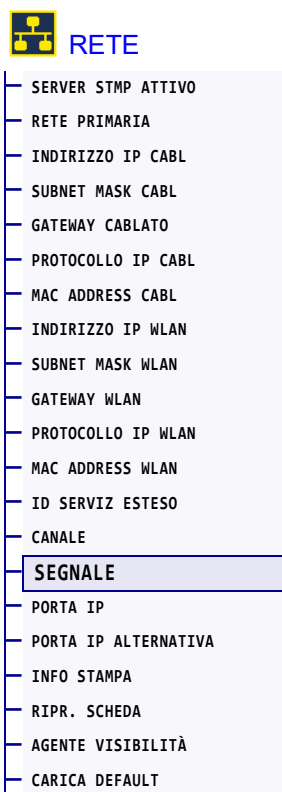 RETE
SERVER STMP ATTIVO
RETE PRIMARIA
INDIRIZZO IP CABL
SUBNET MASK CABL
GATEWAY CABLATO
PROTOCOLLO IP CABL
MAC ADDRESS CABL
INDIRIZZO IP WLAN
SUBNET MASK WLAN
GATEWAY WLAN
PROTOCOLLO IP WLAN
MAC ADDRESS WLAN
ID SERVIZ ESTESO
CANALE
SEGNALE
PORTA IP
PORTA IP ALTERNATIVA
INFO STAMPA
RIPR. SCHEDA
AGENTE VISIBILITÀ
CARICA DEFAULT